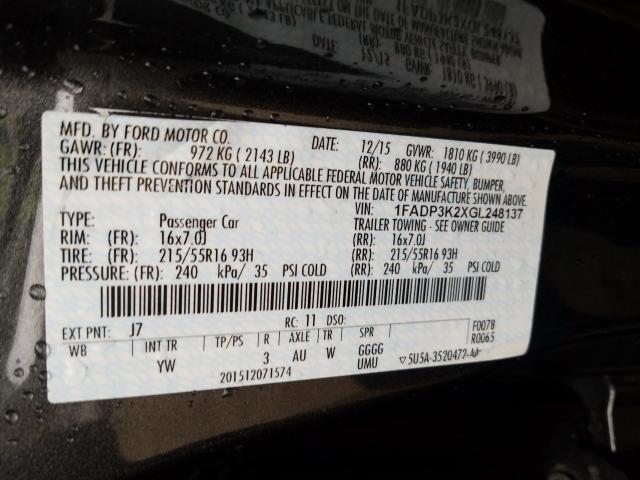 1FADP3K2XGL248137
12/15
MFD. BY FORD MOTOR CO. DATE: 12/15 GVWR: 1810 KG ( 3990 LB)
GAWR: (FR): 972 KG ( 2143 LB) (RR): 880 KG ( 1940 LB)
THIS VEHICLE CONFORMS TO ALL APPLICABLE FEDERAL MOTOR VEHICLE SAFETY, BUMPER,
AND THEFT PREVENTION STANDARDS IN EFFECT ON THE DATE OF MANUFACTURE SHOWN ABOVE.
VIN: 1FADP3K2XGL248137
TYPE: Passenger Car TRAILER TOWING - SEE OWNER GUIDE
RIM: (FR): 16x7.0J (RR): 16x7.0J
TIRE: (FR): 215/55R16 93H (RR): 215/55R16 93H
PRESSURE: (FR): 240 kPa/ 35 PSI COLD (RR): 240 kPa/ 35 PSI COLD
EXT PNT: J7 RC: 11 DSO: F0078
R0065
WB INT TR TP/PS R AXLE TR SPR
YW 3 AU W GGGG
UMU
201512071574